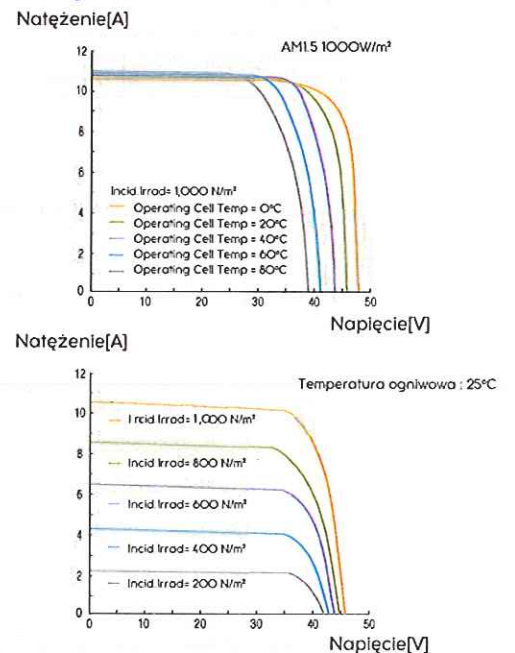 Natężenie[A]
AM1.5 1000W/m²
12
10
8
6
4
2
0
Incid Irrad= 1,000 N/m²
Operating Cell Temp = 0°C
Operating Cell Temp = 20°C
Operating Cell Temp = 40°C
Operating Cell Temp = 60°C
Operating Cell Temp = 80°C
0 10 20 30 40 50
Napięcie[V]
Natężenie[A]
Temperatura ogniwowa : 25°C
12
10
8
6
4
2
0
Incid Irrad= 1,000 N/m²
Incid Irrad= 800 N/m²
Incid Irrad= 600 N/m²
Incid Irrad= 400 N/m²
Incid Irrad= 200 N/m²
0 10 20 30 40 50
Napięcie[V]